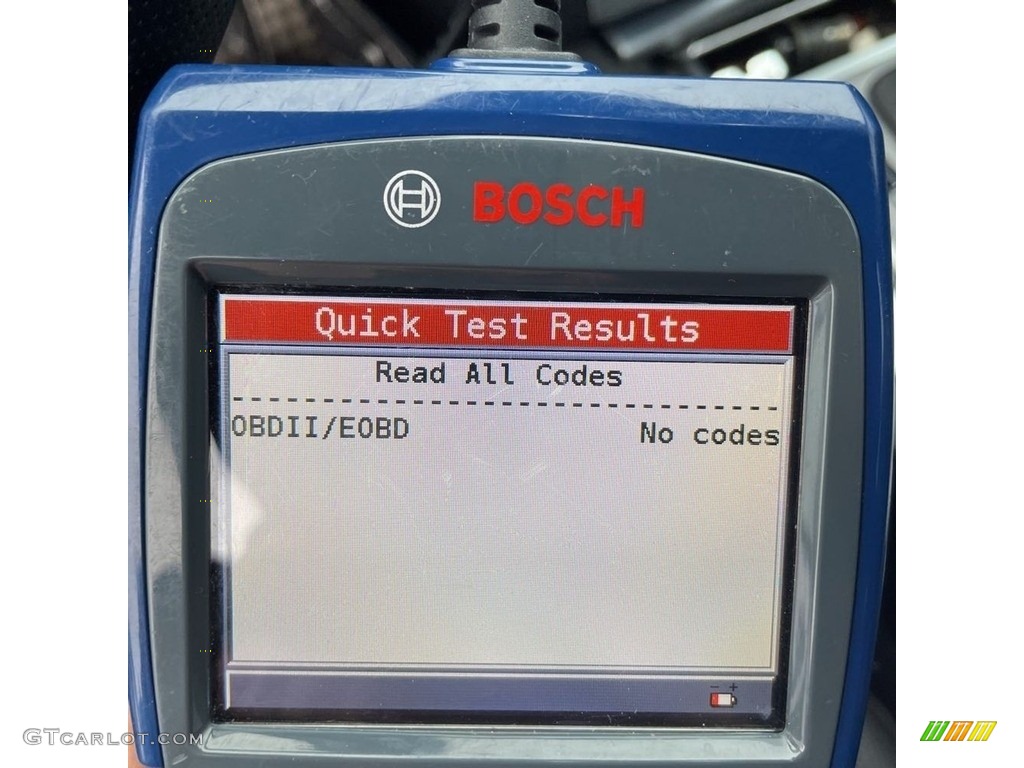 BOSCH
Quick Test Results
Read All Codes
--------------------------------
OBDII/EOBD No codes
- +
GTCARLOT.COM